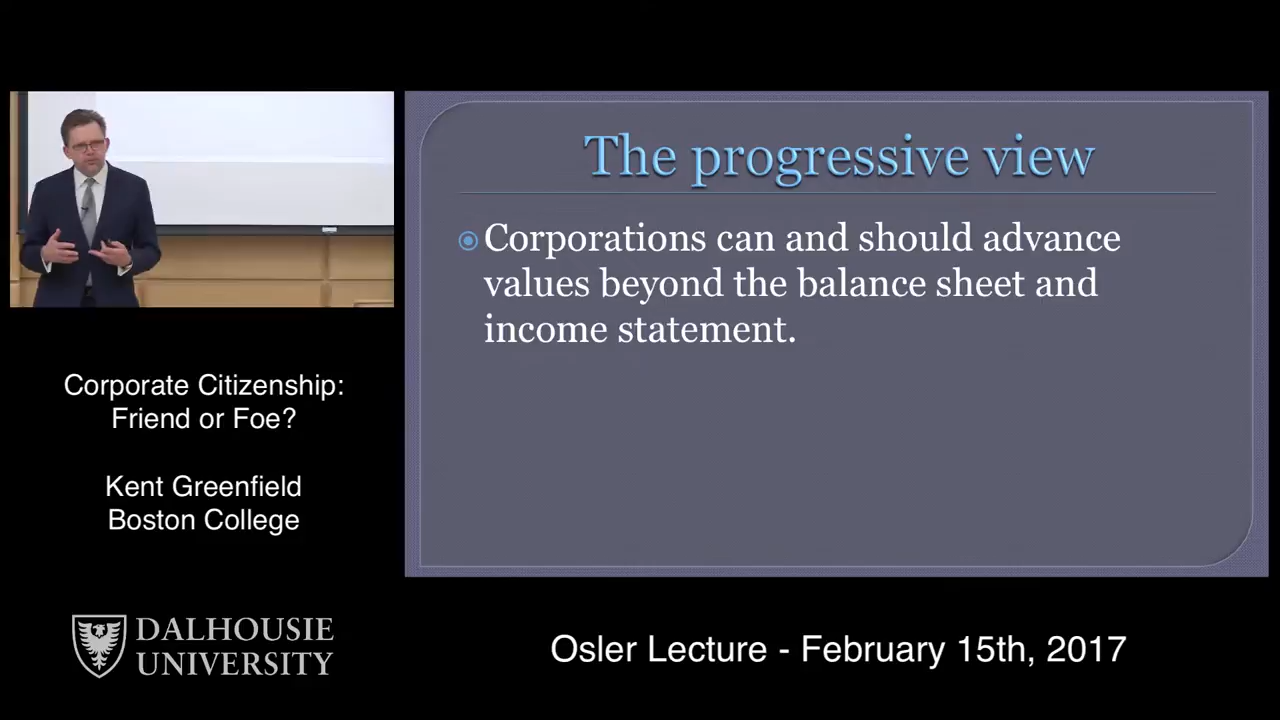 The progressive view
Corporations can and should advance
values beyond the balance sheet and
income statement.
Corporate Citizenship:
Friend or Foe?
Kent Greenfield
Boston College
DALHOUSIE
UNIVERSITY
Osler Lecture - February 15th, 2017